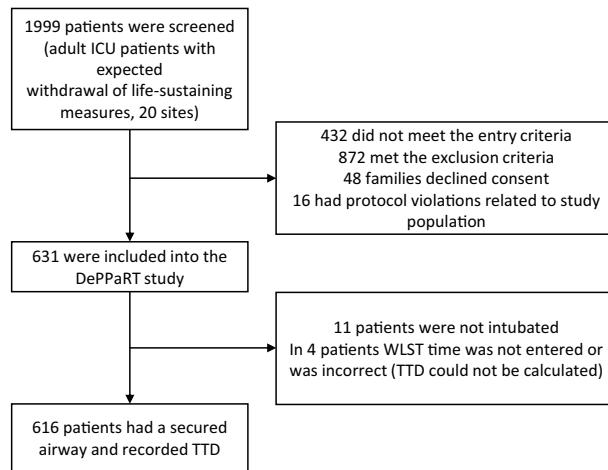 1999 patients were screened
(adult ICU patients with
expected
withdrawal of life-sustaining
measures, 20 sites)
432 did not meet the entry criteria
872 met the exclusion criteria
48 families declined consent
16 had protocol violations related to study
population
631 were included into the
DePPaRT study
11 patients were not intubated
In 4 patients WLST time was not entered or
was incorrect (TTD could not be calculated)
616 patients had a secured
airway and recorded TTD